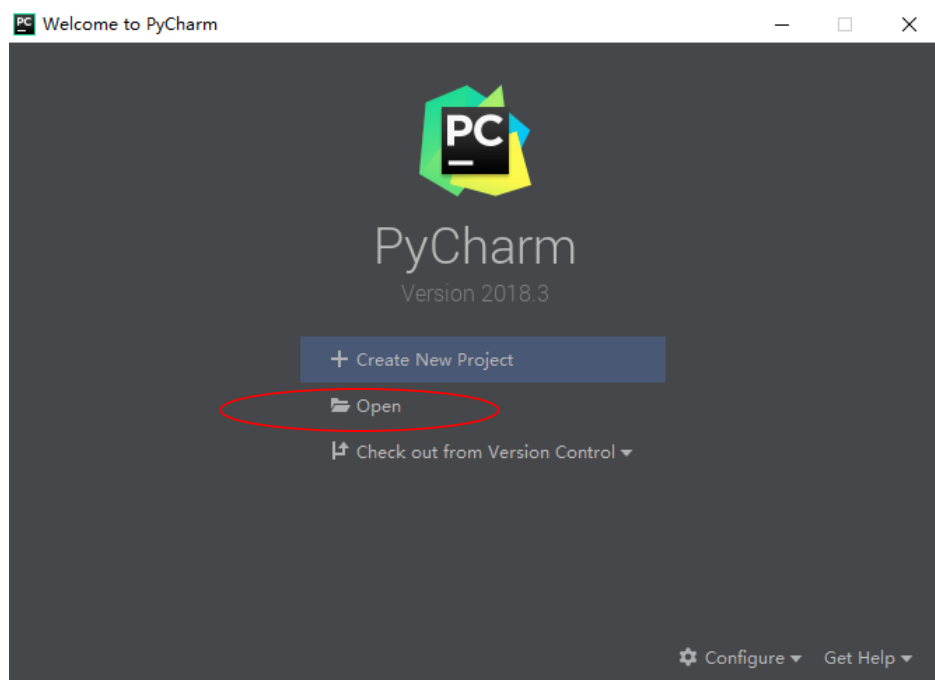 PC Welcome to PyCharm
PC
PyCharm
Version 2018.3
Create New Project
Open
Check out from Version Control
Configure Get Help